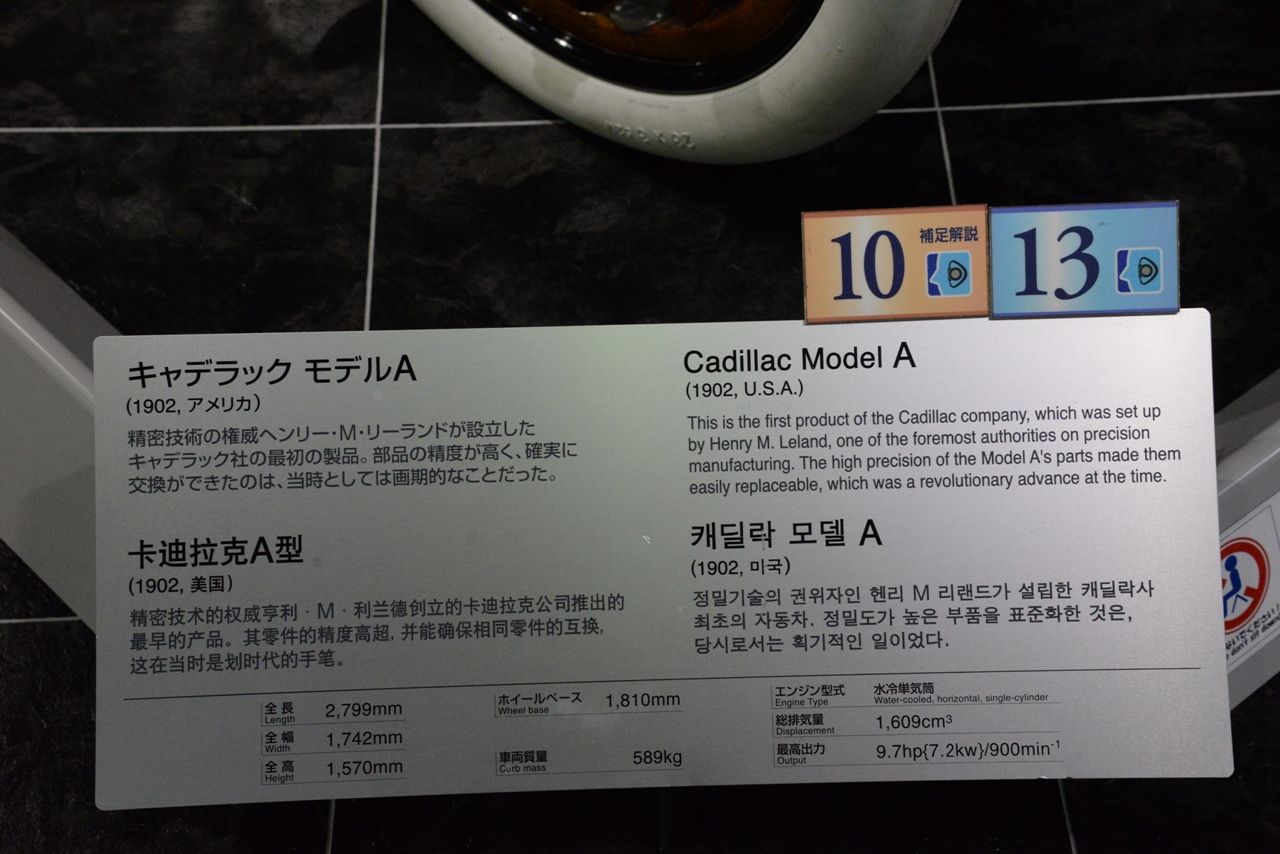 10 補足解説
13
キャデラック モデルA
(1902, アメリカ)
精密技術の権威ヘンリー・M・リーランドが設立した
キャデラック社の最初の製品。部品の精度が高く、確実に
交換ができたのは、当時としては画期的なことだった。
Cadillac Model A
(1902, U.S.A.)
This is the first product of the Cadillac company, which was set up
by Henry M. Leland, one of the foremost authorities on precision
manufacturing. The high precision of the Model A's parts made them
easily replaceable, which was a revolutionary advance at the time.
卡迪拉克A型
(1902, 美国)
精密技术的权威亨利·M·利兰德创立的卡迪拉克公司推出的
最早的产品。其零件的精度高超, 并能确保相同零件的互换,
这在当时是划时代的手笔。
캐딜락 모델 A
(1902, 미국)
정밀기술의 권위자인 헨리 M 리랜드가 설립한 캐딜락사
최초의 자동차. 정밀도가 높은 부품을 표준화한 것은,
당시로서는 획기적인 일이었다.
全長 Length 2,799mm
全幅 Width 1,742mm
全高 Height 1,570mm
ホイールベース Wheel base 1,810mm
車両質量 Curb mass 589kg
エンジン型式 Engine Type 水冷単気筒 Water-cooled, horizontal, single-cylinder
総排気量 Displacement 1,609cm³
最高出力 Output 9.7hp{7.2kw}/900min⁻¹
don't sit down